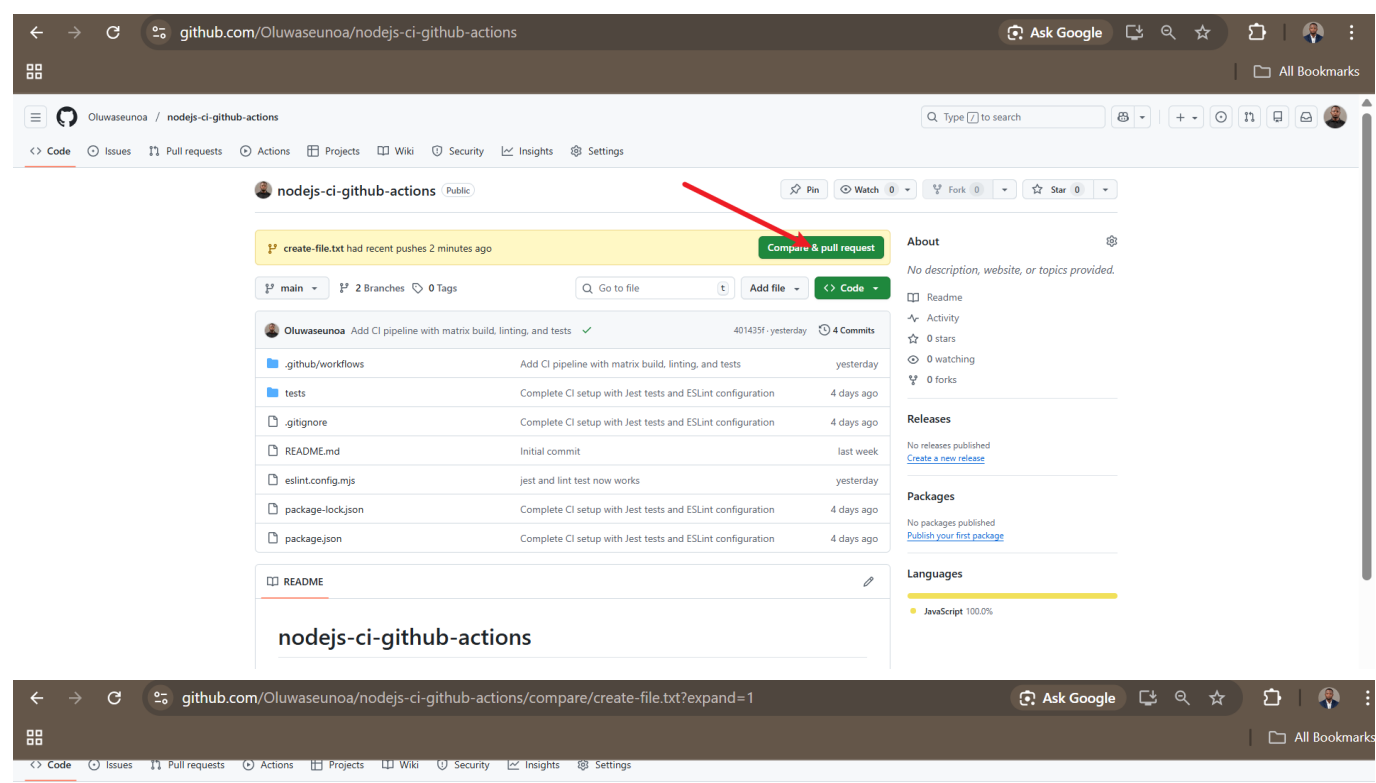 github.com/Oluwaseunoa/nodejs-ci-github-actions
Ask Google
All Bookmarks
Oluwaseunoa / nodejs-ci-github-actions
Type / to search
Code Issues Pull requests Actions Projects Wiki Security Insights Settings
nodejs-ci-github-actions Public
Pin Watch 0 Fork 0 Star 0
create-file.txt had recent pushes 2 minutes ago
Compare & pull request
main 2 Branches 0 Tags
Go to file t
Add file
Code
Oluwaseunoa Add CI pipeline with matrix build, linting, and tests
401435f · yesterday 4 Commits
.github/workflows Add CI pipeline with matrix build, linting, and tests yesterday
tests Complete CI setup with Jest tests and ESLint configuration 4 days ago
.gitignore Complete CI setup with Jest tests and ESLint configuration 4 days ago
README.md Initial commit last week
eslint.config.mjs jest and lint test now works yesterday
package-lock.json Complete CI setup with Jest tests and ESLint configuration 4 days ago
package.json Complete CI setup with Jest tests and ESLint configuration 4 days ago
README
nodejs-ci-github-actions
About
No description, website, or topics provided.
Readme
Activity
0 stars
0 watching
0 forks
Releases
No releases published
Create a new release
Packages
No packages published
Publish your first package
Languages
JavaScript 100.0%
github.com/Oluwaseunoa/nodejs-ci-github-actions/compare/create-file.txt?expand=1
Ask Google
All Bookmarks
Code Issues Pull requests Actions Projects Wiki Security Insights Settings